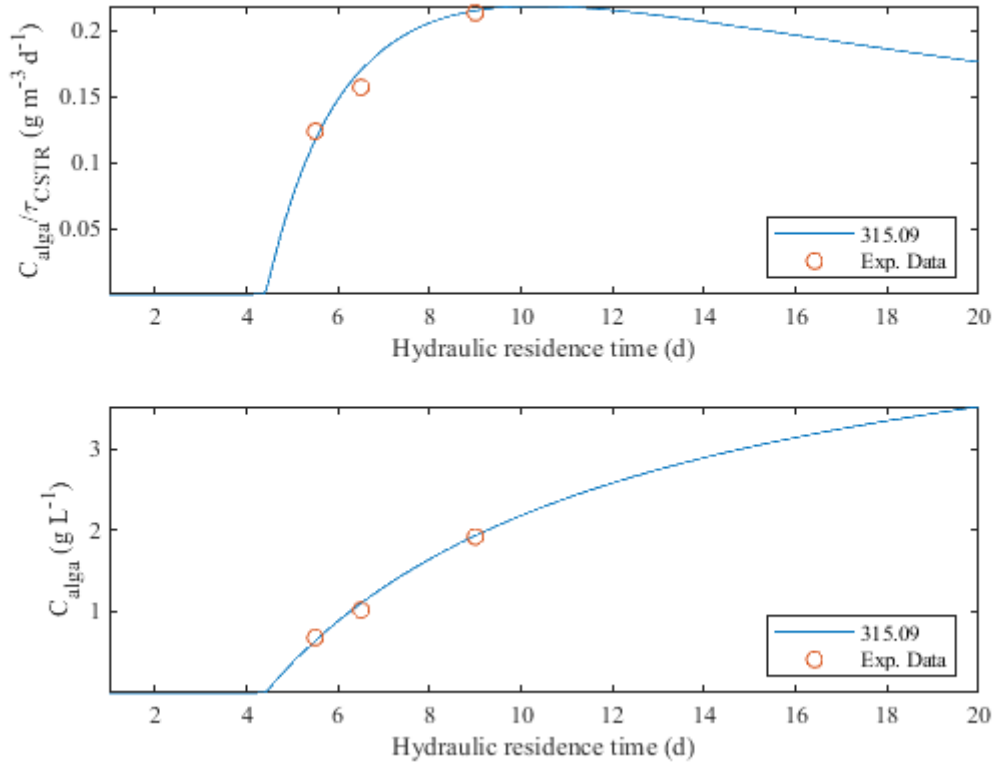 C_alga/τ_CSTR (g m^-3 d^-1)
0.2
0.15
0.1
0.05
315.09
Exp. Data
2 4 6 8 10 12 14 16 18 20
Hydraulic residence time (d)
C_alga (g L^-1)
3
2
1
315.09
Exp. Data
2 4 6 8 10 12 14 16 18 20
Hydraulic residence time (d)